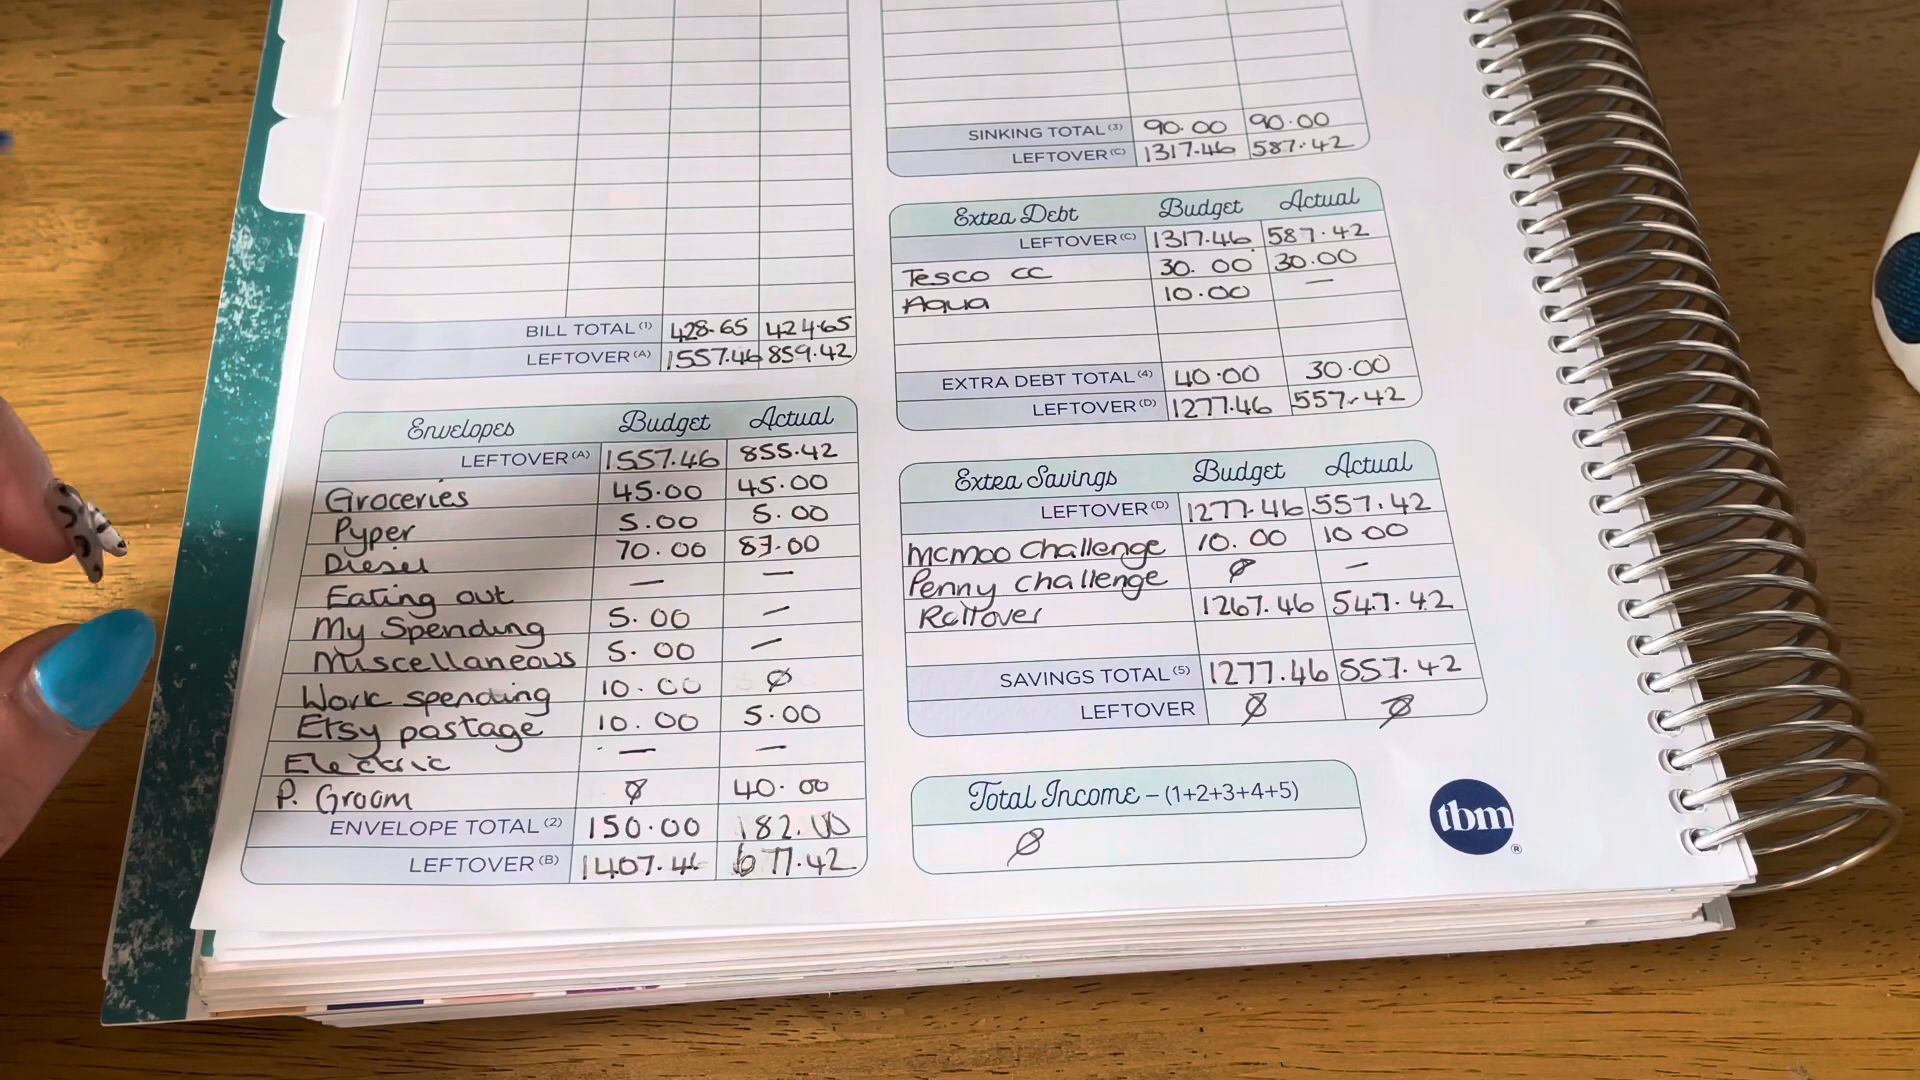 BILL TOTAL (1) 428.65 424.65
LEFTOVER (A) 1557.46 859.42
Envelopes Budget Actual
LEFTOVER (A) 1557.46 855.42
Groceries 45.00 45.00
Pyper 5.00 5.00
Diesel 70.00 87.00
Eating out — —
My Spending 5.00 —
Miscellaneous 5.00 —
Work spending 10.00 ∅
Etsy postage 10.00 5.00
Electric — —
P. Groom ∅ 40.00
ENVELOPE TOTAL (2) 150.00 182.00
LEFTOVER (B) 1407.46 677.42
SINKING TOTAL (3) 90.00 90.00
LEFTOVER (C) 1317.46 587.42
Extra Debt Budget Actual
LEFTOVER (C) 1317.46 587.42
Tesco cc 30.00 30.00
Aqua 10.00 —
EXTRA DEBT TOTAL (4) 40.00 30.00
LEFTOVER (D) 1277.46 557.42
Extra Savings Budget Actual
LEFTOVER (D) 1277.46 557.42
Mcmoo Challenge 10.00 10.00
Penny Challenge ∅ —
Rollover 1267.46 547.42
SAVINGS TOTAL (5) 1277.46 557.42
LEFTOVER ∅ ∅
Total Income – (1+2+3+4+5)
∅
tbm ®